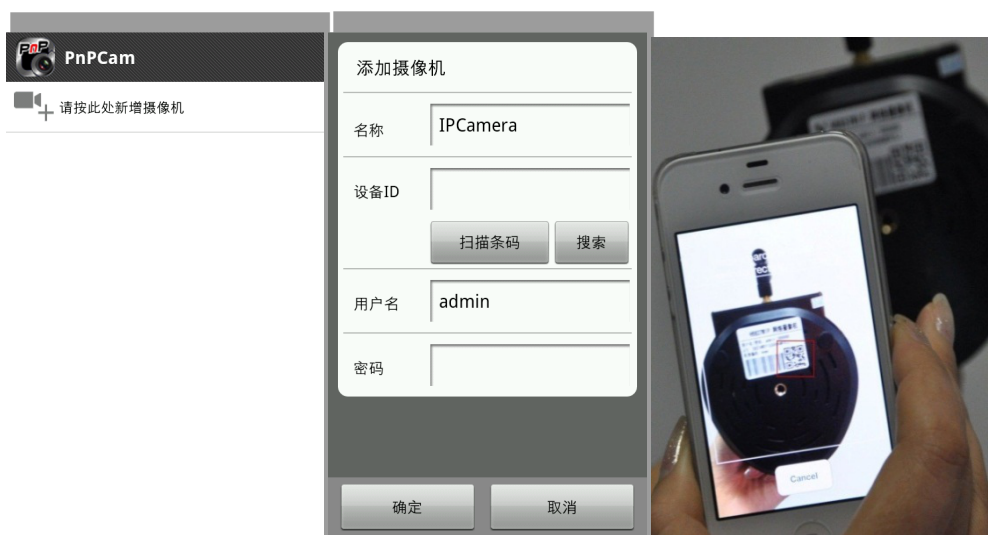 PnP
PnPCam
请按此处新增摄像机
添加摄像机
名称
IPCamera
设备ID
扫描条码
搜索
用户名
admin
密码
确定
取消
Cancel